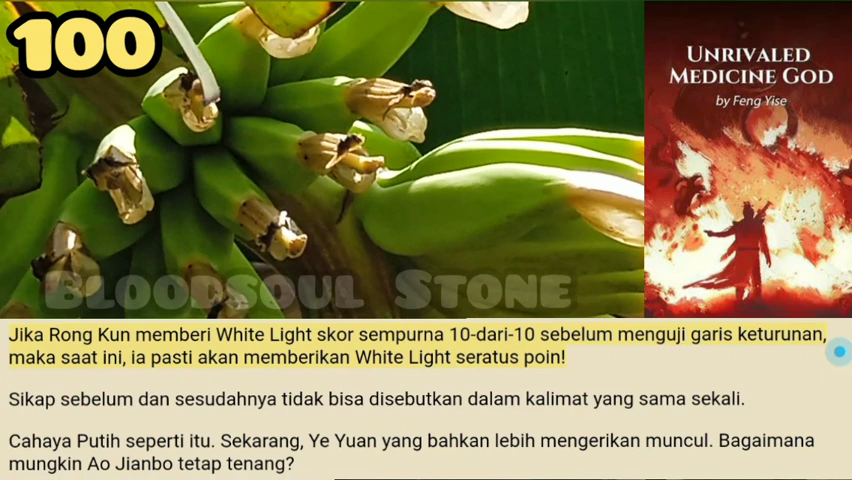 100
UNRIVALED
MEDICINE GOD
by Feng Yise
BLOODSOUL STONE
Jika Rong Kun memberi White Light skor sempurna 10-dari-10 sebelum menguji garis keturunan,
maka saat ini, ia pasti akan memberikan White Light seratus poin!
Sikap sebelum dan sesudahnya tidak bisa disebutkan dalam kalimat yang sama sekali.
Cahaya Putih seperti itu. Sekarang, Ye Yuan yang bahkan lebih mengerikan muncul. Bagaimana
mungkin Ao Jianbo tetap tenang?